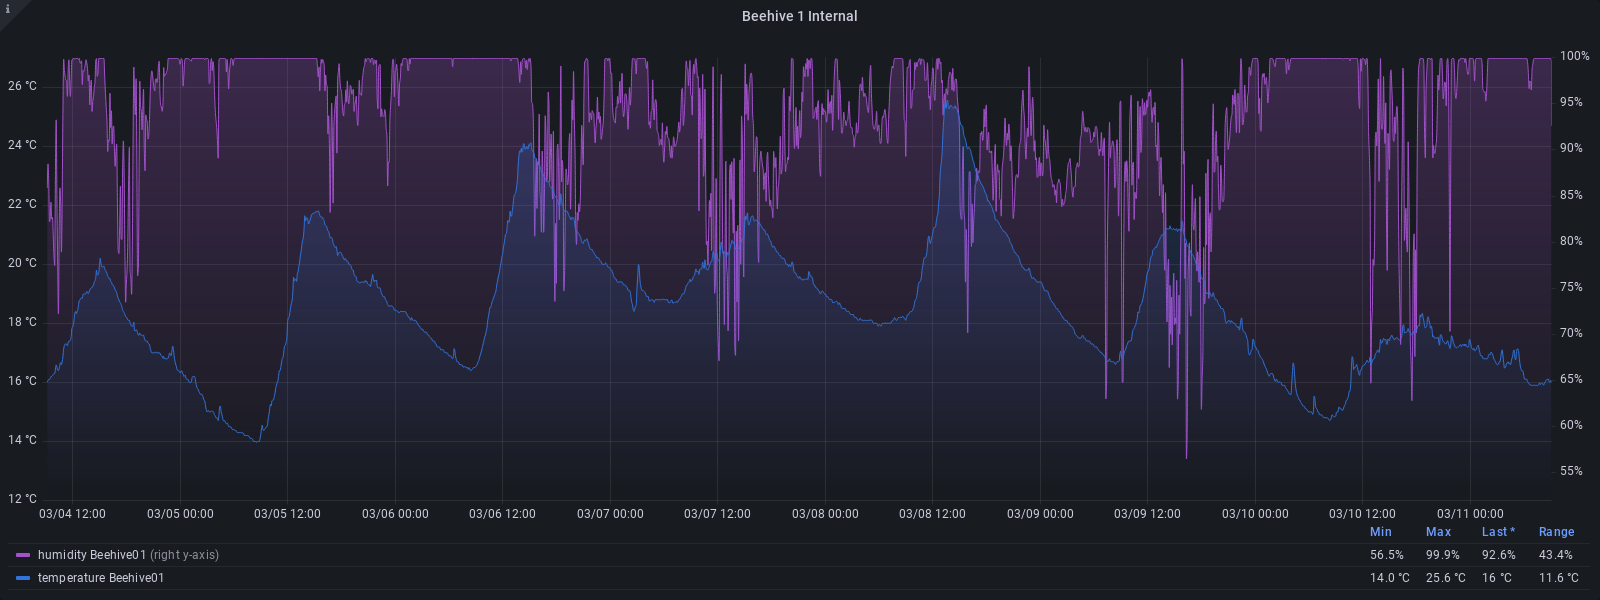 i
Beehive 1 Internal
26 °C
24 °C
22 °C
20 °C
18 °C
16 °C
14 °C
12 °C
100%
95%
90%
85%
80%
75%
70%
65%
60%
55%
03/04 12:00 03/05 00:00 03/05 12:00 03/06 00:00 03/06 12:00 03/07 00:00 03/07 12:00 03/08 00:00 03/08 12:00 03/09 00:00 03/09 12:00 03/10 00:00 03/10 12:00 03/11 00:00
Min Max Last * Range
humidity Beehive01 (right y-axis) 56.5% 99.9% 92.6% 43.4%
temperature Beehive01 14.0 °C 25.6 °C 16 °C 11.6 °C